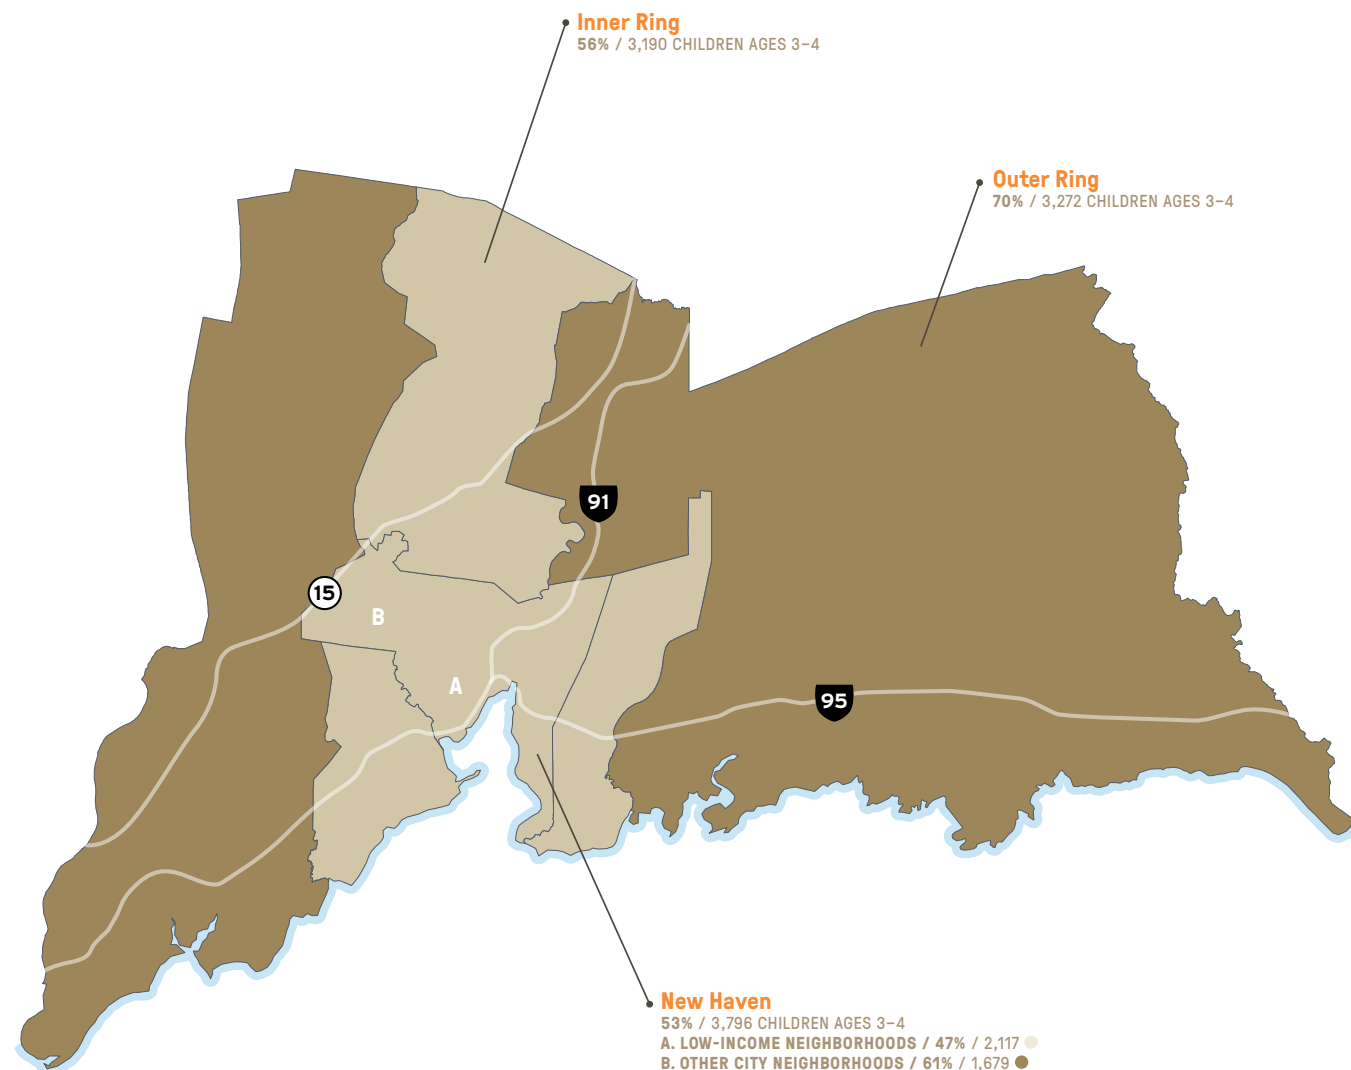 Inner Ring
56% / 3,190 CHILDREN AGES 3–4
Outer Ring
70% / 3,272 CHILDREN AGES 3–4
91
15
B
A
95
New Haven
53% / 3,796 CHILDREN AGES 3–4
A. LOW-INCOME NEIGHBORHOODS / 47% / 2,117
B. OTHER CITY NEIGHBORHOODS / 61% / 1,679